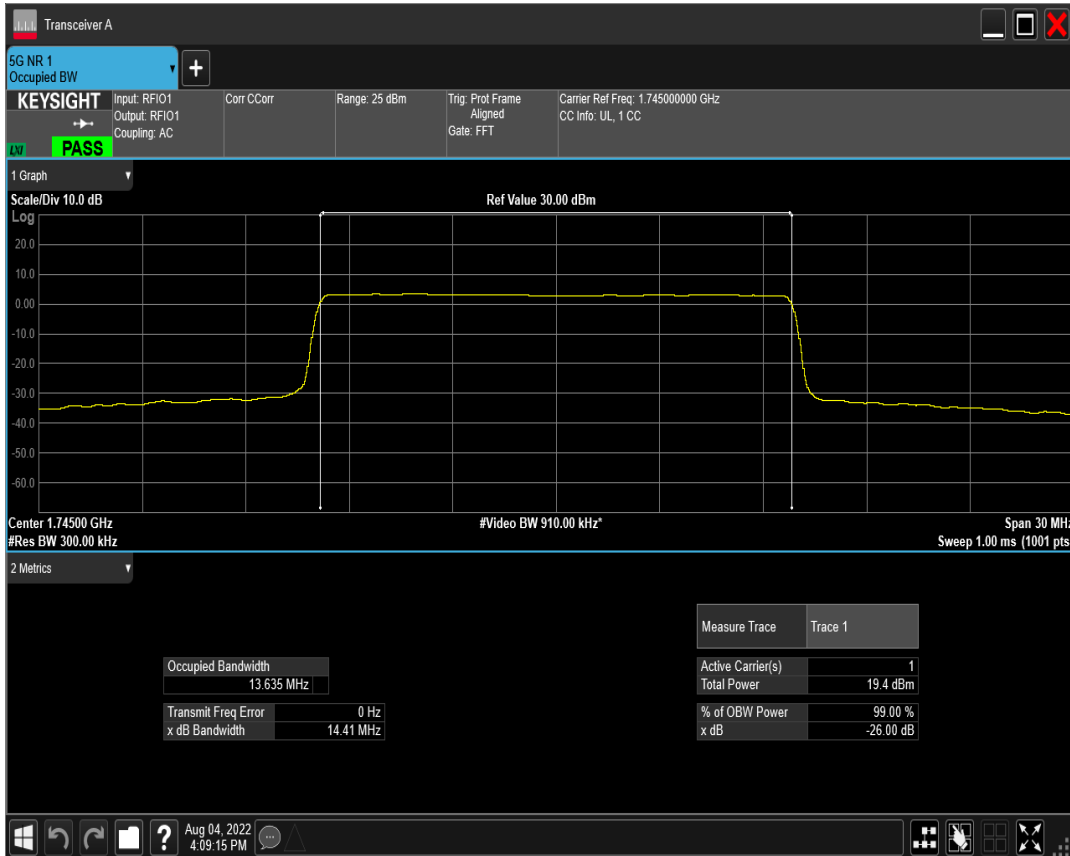 Transceiver A
5G NR 1
Occupied BW
+
KEYSIGHT
LXI
PASS
Input: RFIO1
Output: RFIO1
Coupling: AC
Corr CCorr
Range: 25 dBm
Trig: Prot Frame
Aligned
Gate: FFT
Carrier Ref Freq: 1.745000000 GHz
CC Info: UL, 1 CC
1 Graph
Scale/Div 10.0 dB
Ref Value 30.00 dBm
Log
20.0
10.0
0.00
-10.0
-20.0
-30.0
-40.0
-50.0
-60.0
Center 1.74500 GHz
#Video BW 910.00 kHz*
Span 30 MHz
#Res BW 300.00 kHz
Sweep 1.00 ms (1001 pts
2 Metrics
Measure Trace Trace 1
Occupied Bandwidth
13.635 MHz
Active Carrier(s) 1
Total Power 19.4 dBm
Transmit Freq Error 0 Hz
x dB Bandwidth 14.41 MHz
% of OBW Power 99.00 %
x dB -26.00 dB
?
Aug 04, 2022
4:09:15 PM